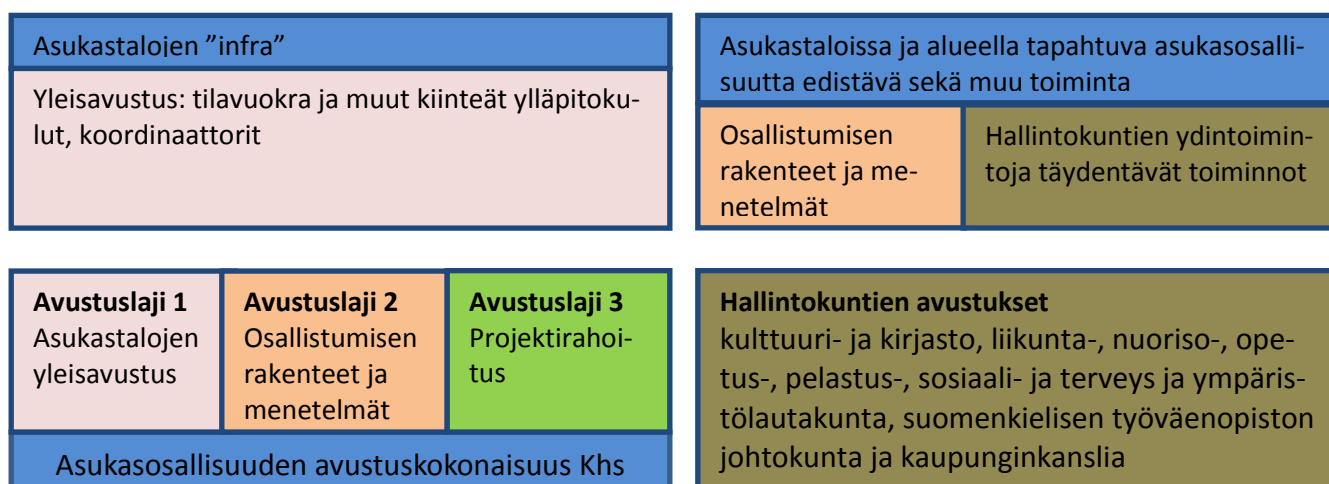 Asukastalojen ”infra”
Yleisavustus: tilavuokra ja muut kiinteät ylläpitoku-
lut, koordinaattorit
Asukastaloissa ja alueella tapahtuva asukasosalli-
suutta edistävä sekä muu toiminta
Osallistumisen
rakenteet ja me-
netelmät
Hallintokuntien ydintoimin-
toja täydentävät toiminnot
Avustuslaji 1
Asukastalojen
yleisavustus
Avustuslaji 2
Osallistumisen
rakenteet ja
menetelmät
Avustuslaji 3
Projektirahoi-
tus
Asukasosallisuuden avustuskokonaisuus Khs
Hallintokuntien avustukset
kulttuuri- ja kirjasto, liikunta-, nuoriso-, ope-
tus-, pelastus-, sosiaali- ja terveys ja ympäris-
tölautakunta, suomenkielisen työväenopiston
johtokunta ja kaupunginkanslia